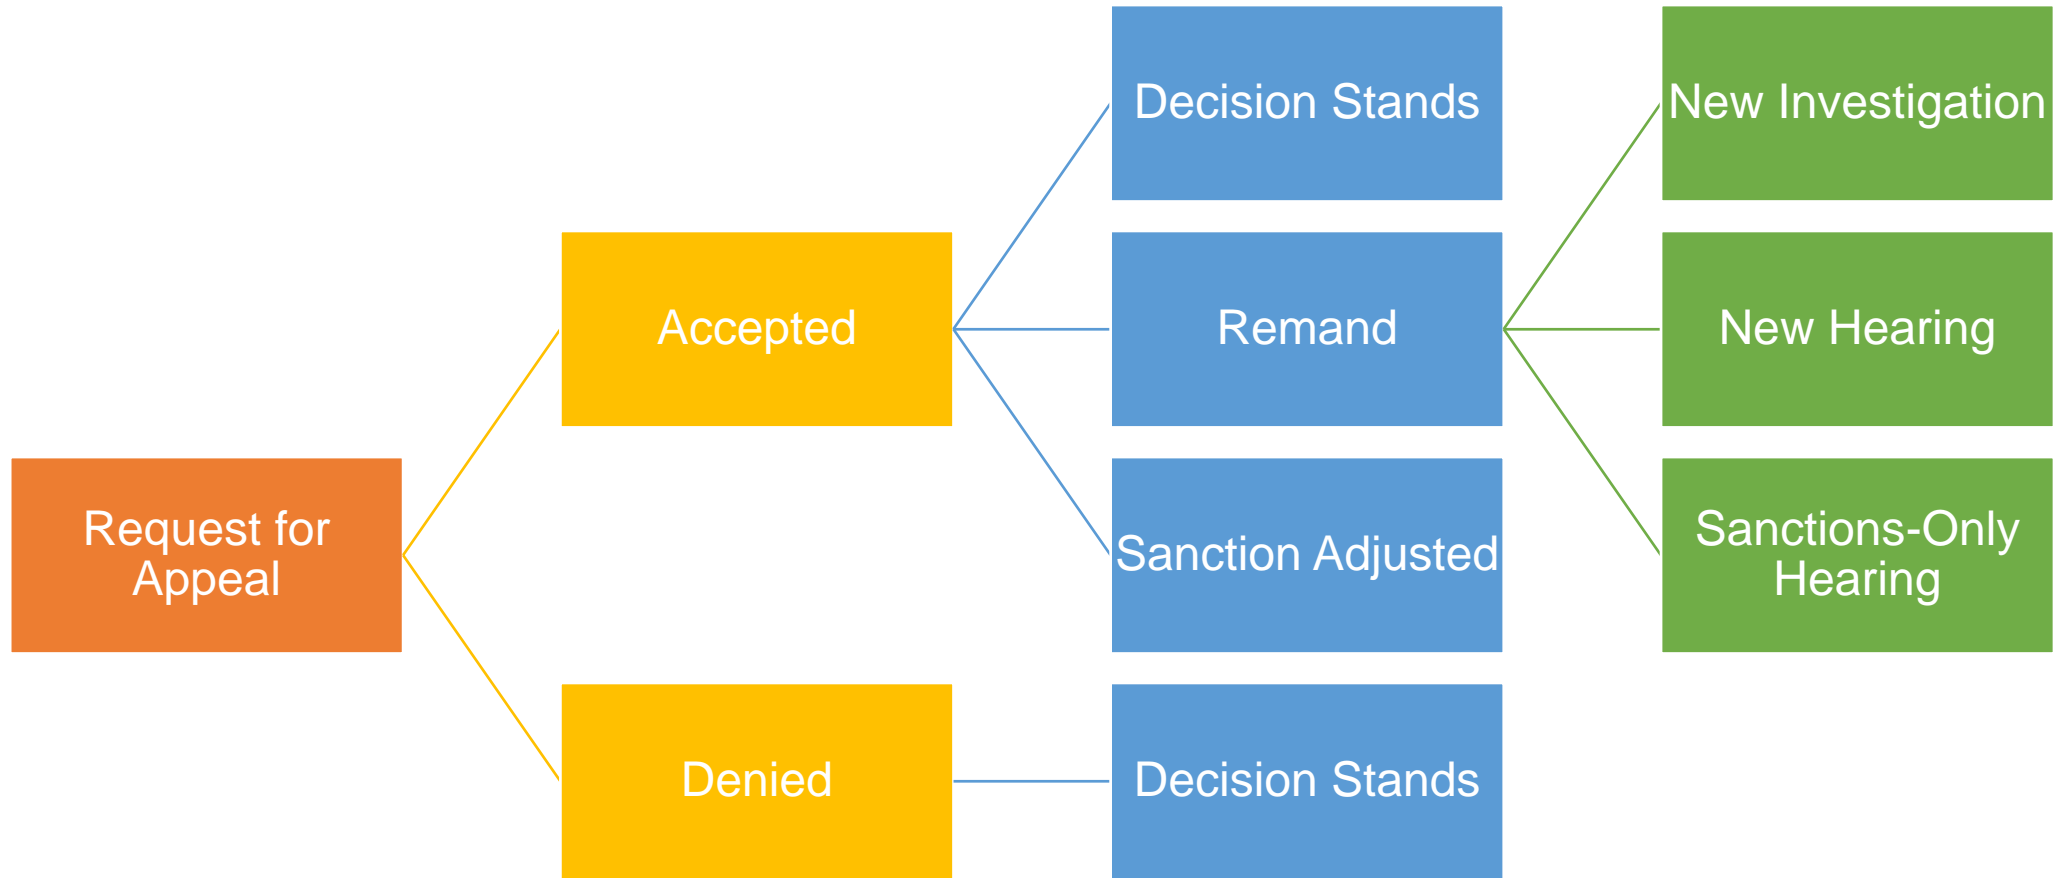 Request for
Appeal
Accepted
Denied
Decision Stands
Remand
Sanction Adjusted
Decision Stands
New Investigation
New Hearing
Sanctions-Only
Hearing